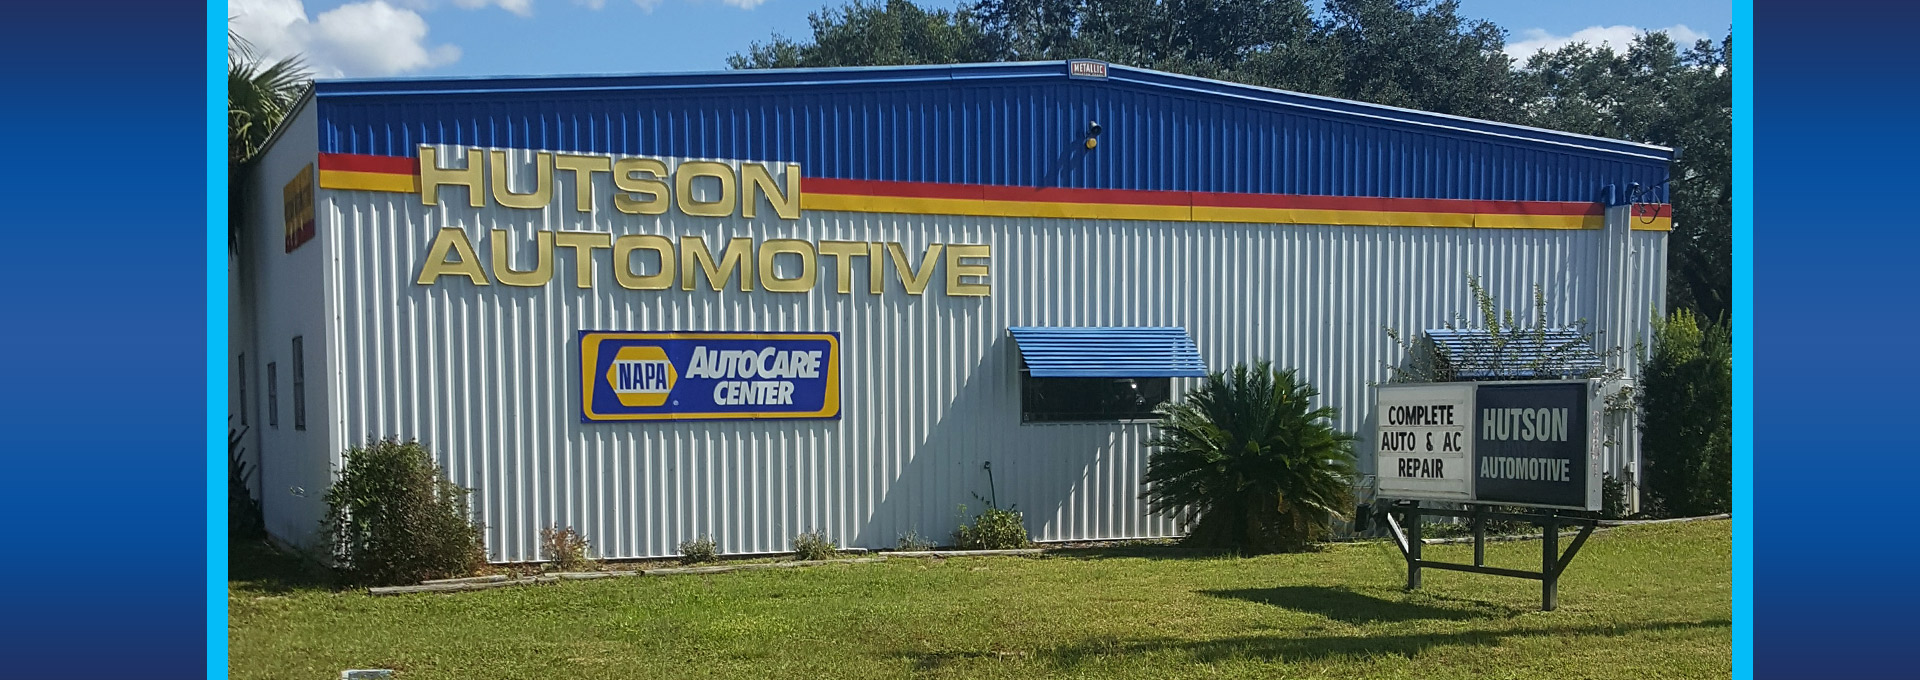 METALLIC
HUTSON
AUTOMOTIVE
NAPA
AUTOCARE
CENTER
COMPLETE
AUTO & AC
REPAIR
HUTSON
AUTOMOTIVE